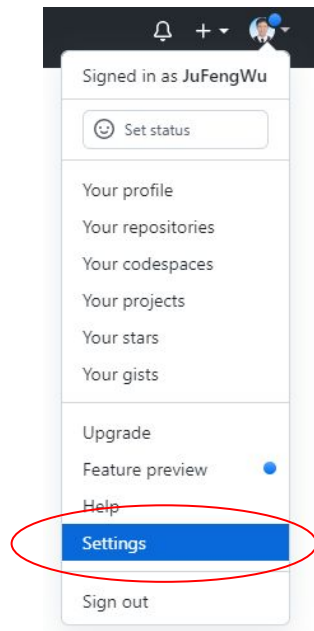 Signed in as JuFengWu
Set status
Your profile
Your repositories
Your codespaces
Your projects
Your stars
Your gists
Upgrade
Feature preview
Help
Settings
Sign out